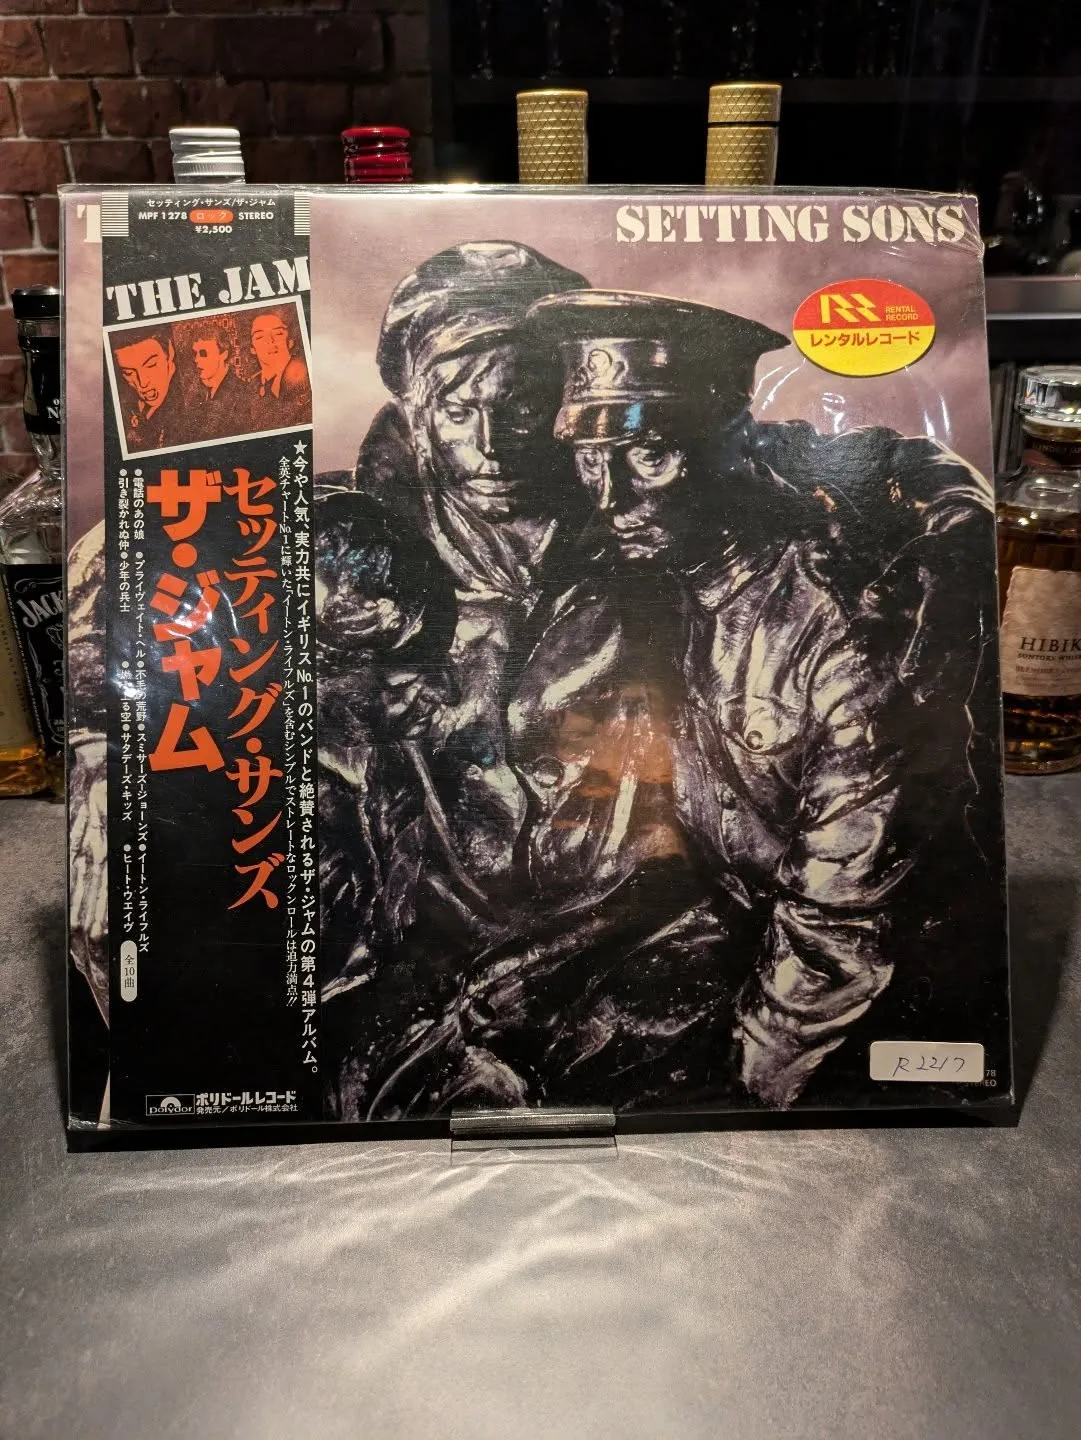 セッティング・サンズ/ザ・ジャム
MPF 1278 ロック STEREO
¥2,500
THE JAM
SETTING SONS
RENTAL
RECORD
レンタルレコード
★今や人気、実力共にイギリスNo.1のバンドと絶賛されるザ・ジャムの第4弾アルバム。
全英チャートNo.1に輝いた「イートン・ライフルズ」を含むシンプルでストレートなロックンロールは迫力満点!!
セッティング・サンズ
ザ・ジャム
●電話のあの娘 ●プライヴェイト・ヘル ●不毛の荒野 ●スミサーズ―ジョーンズ ●イートン・ライフルズ
●引き裂かれぬ仲 ●少年の兵士 る空 ●サタデーズ・キッズ ●ヒート・ウエイヴ
全10曲
polydor
ポリドールレコード
発売元/ポリドール株式会社
R2217
78
STEREO
JACK
HIBIK
SUNTORY WHISK